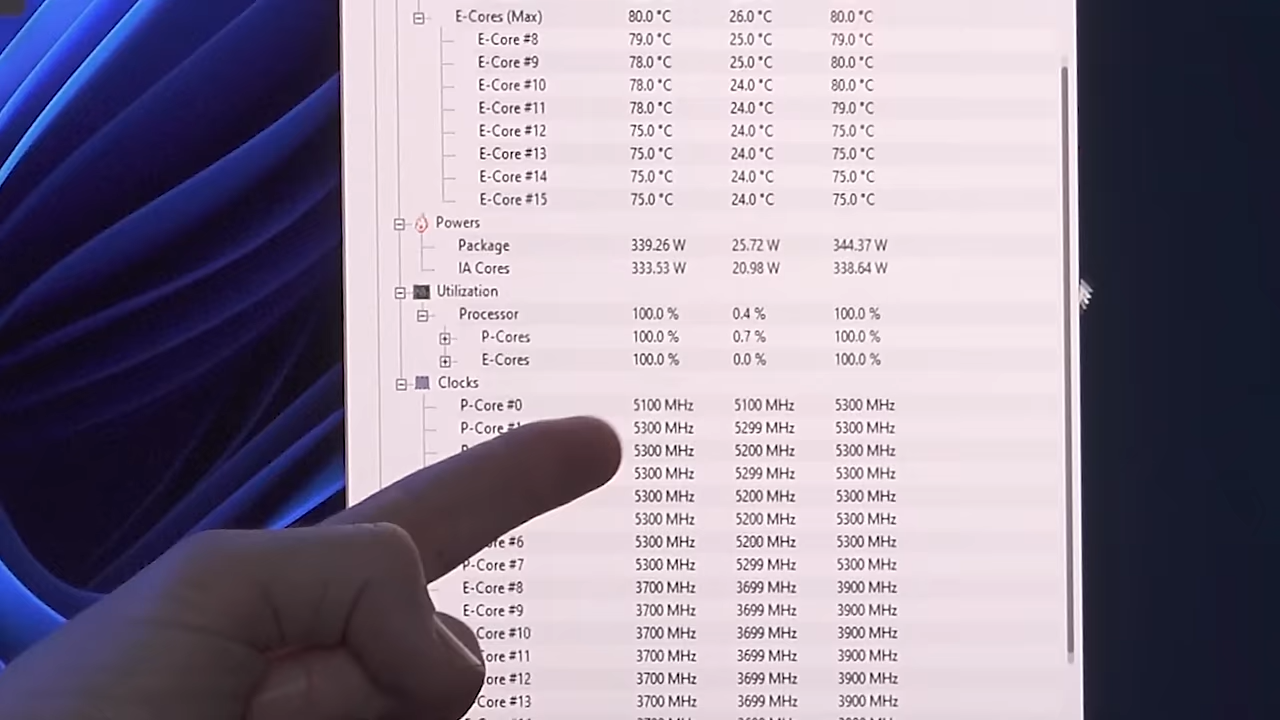 E-Cores (Max) 80.0 °C 26.0 °C 80.0 °C
E-Core #8 79.0 °C 25.0 °C 79.0 °C
E-Core #9 78.0 °C 25.0 °C 80.0 °C
E-Core #10 78.0 °C 24.0 °C 80.0 °C
E-Core #11 78.0 °C 24.0 °C 79.0 °C
E-Core #12 75.0 °C 24.0 °C 75.0 °C
E-Core #13 75.0 °C 24.0 °C 75.0 °C
E-Core #14 75.0 °C 24.0 °C 75.0 °C
E-Core #15 75.0 °C 24.0 °C 75.0 °C
Powers
Package 339.26 W 25.72 W 344.37 W
IA Cores 333.53 W 20.98 W 338.64 W
Utilization
Processor 100.0 % 0.4 % 100.0 %
P-Cores 100.0 % 0.7 % 100.0 %
E-Cores 100.0 % 0.0 % 100.0 %
Clocks
P-Core #0 5100 MHz 5100 MHz 5300 MHz
P-Core 5300 MHz 5299 MHz 5300 MHz
5300 MHz 5200 MHz 5300 MHz
5300 MHz 5299 MHz 5300 MHz
5300 MHz 5200 MHz 5300 MHz
5300 MHz 5200 MHz 5300 MHz
#6 5300 MHz 5200 MHz 5300 MHz
P-Core #7 5300 MHz 5299 MHz 5300 MHz
E-Core #8 3700 MHz 3699 MHz 3900 MHz
E-Core #9 3700 MHz 3699 MHz 3900 MHz
Core #10 3700 MHz 3699 MHz 3900 MHz
#11 3700 MHz 3699 MHz 3900 MHz
#12 3700 MHz 3699 MHz 3900 MHz
#13 3700 MHz 3699 MHz 3900 MHz